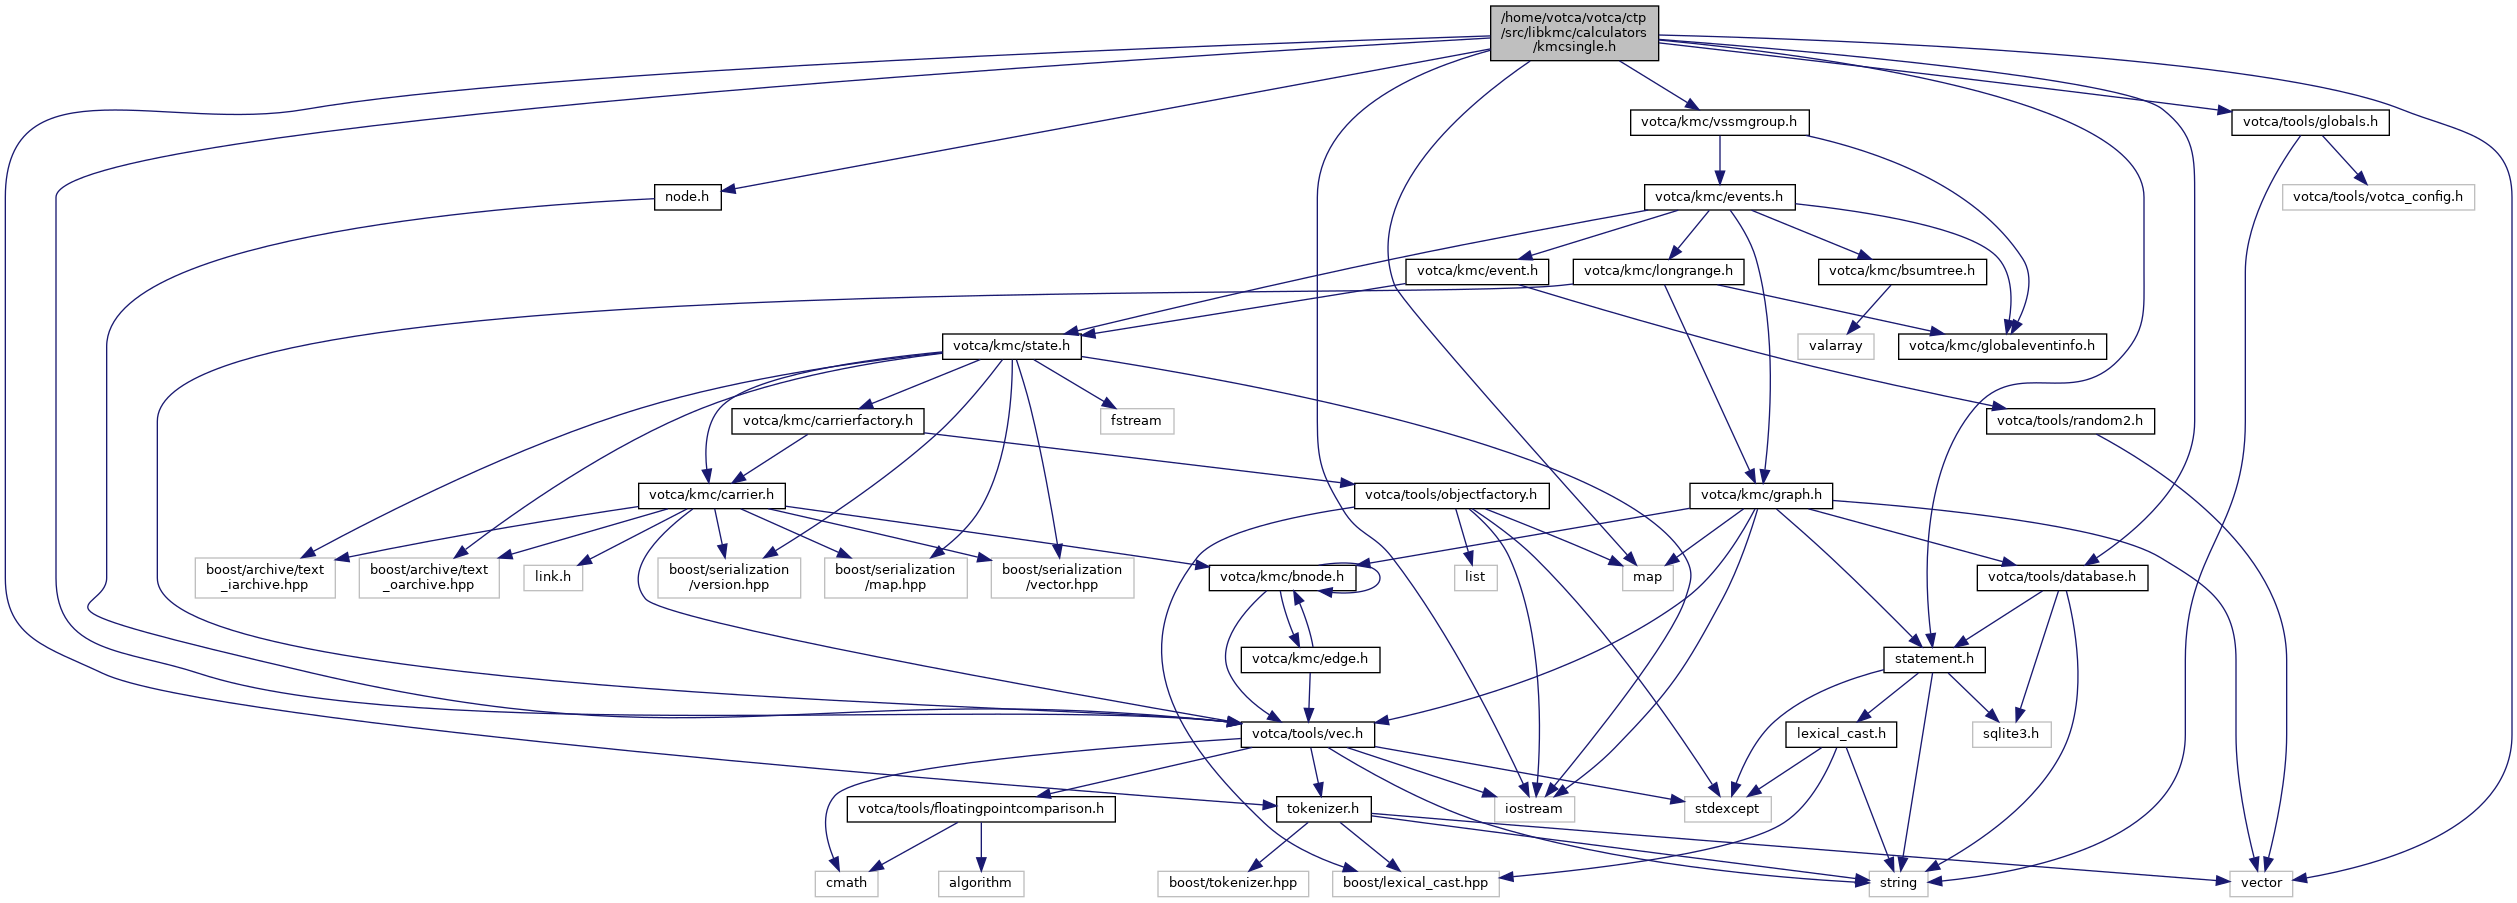 /home/votca/votca/ctp
/src/libkmc/calculators
/kmcsingle.h
votca/kmc/vssmgroup.h
votca/tools/globals.h
node.h
votca/kmc/events.h
votca/tools/votca_config.h
votca/kmc/event.h
votca/kmc/longrange.h
votca/kmc/bsumtree.h
votca/kmc/state.h
valarray
votca/kmc/globaleventinfo.h
votca/kmc/carrierfactory.h
fstream
votca/tools/random2.h
votca/kmc/carrier.h
votca/tools/objectfactory.h
votca/kmc/graph.h
boost/archive/text
_iarchive.hpp
boost/archive/text
_oarchive.hpp
link.h
boost/serialization
/version.hpp
boost/serialization
/map.hpp
boost/serialization
/vector.hpp
votca/kmc/bnode.h
list
map
votca/tools/database.h
votca/kmc/edge.h
statement.h
votca/tools/vec.h
lexical_cast.h
sqlite3.h
votca/tools/floatingpointcomparison.h
tokenizer.h
iostream
stdexcept
cmath
algorithm
boost/tokenizer.hpp
boost/lexical_cast.hpp
string
vector